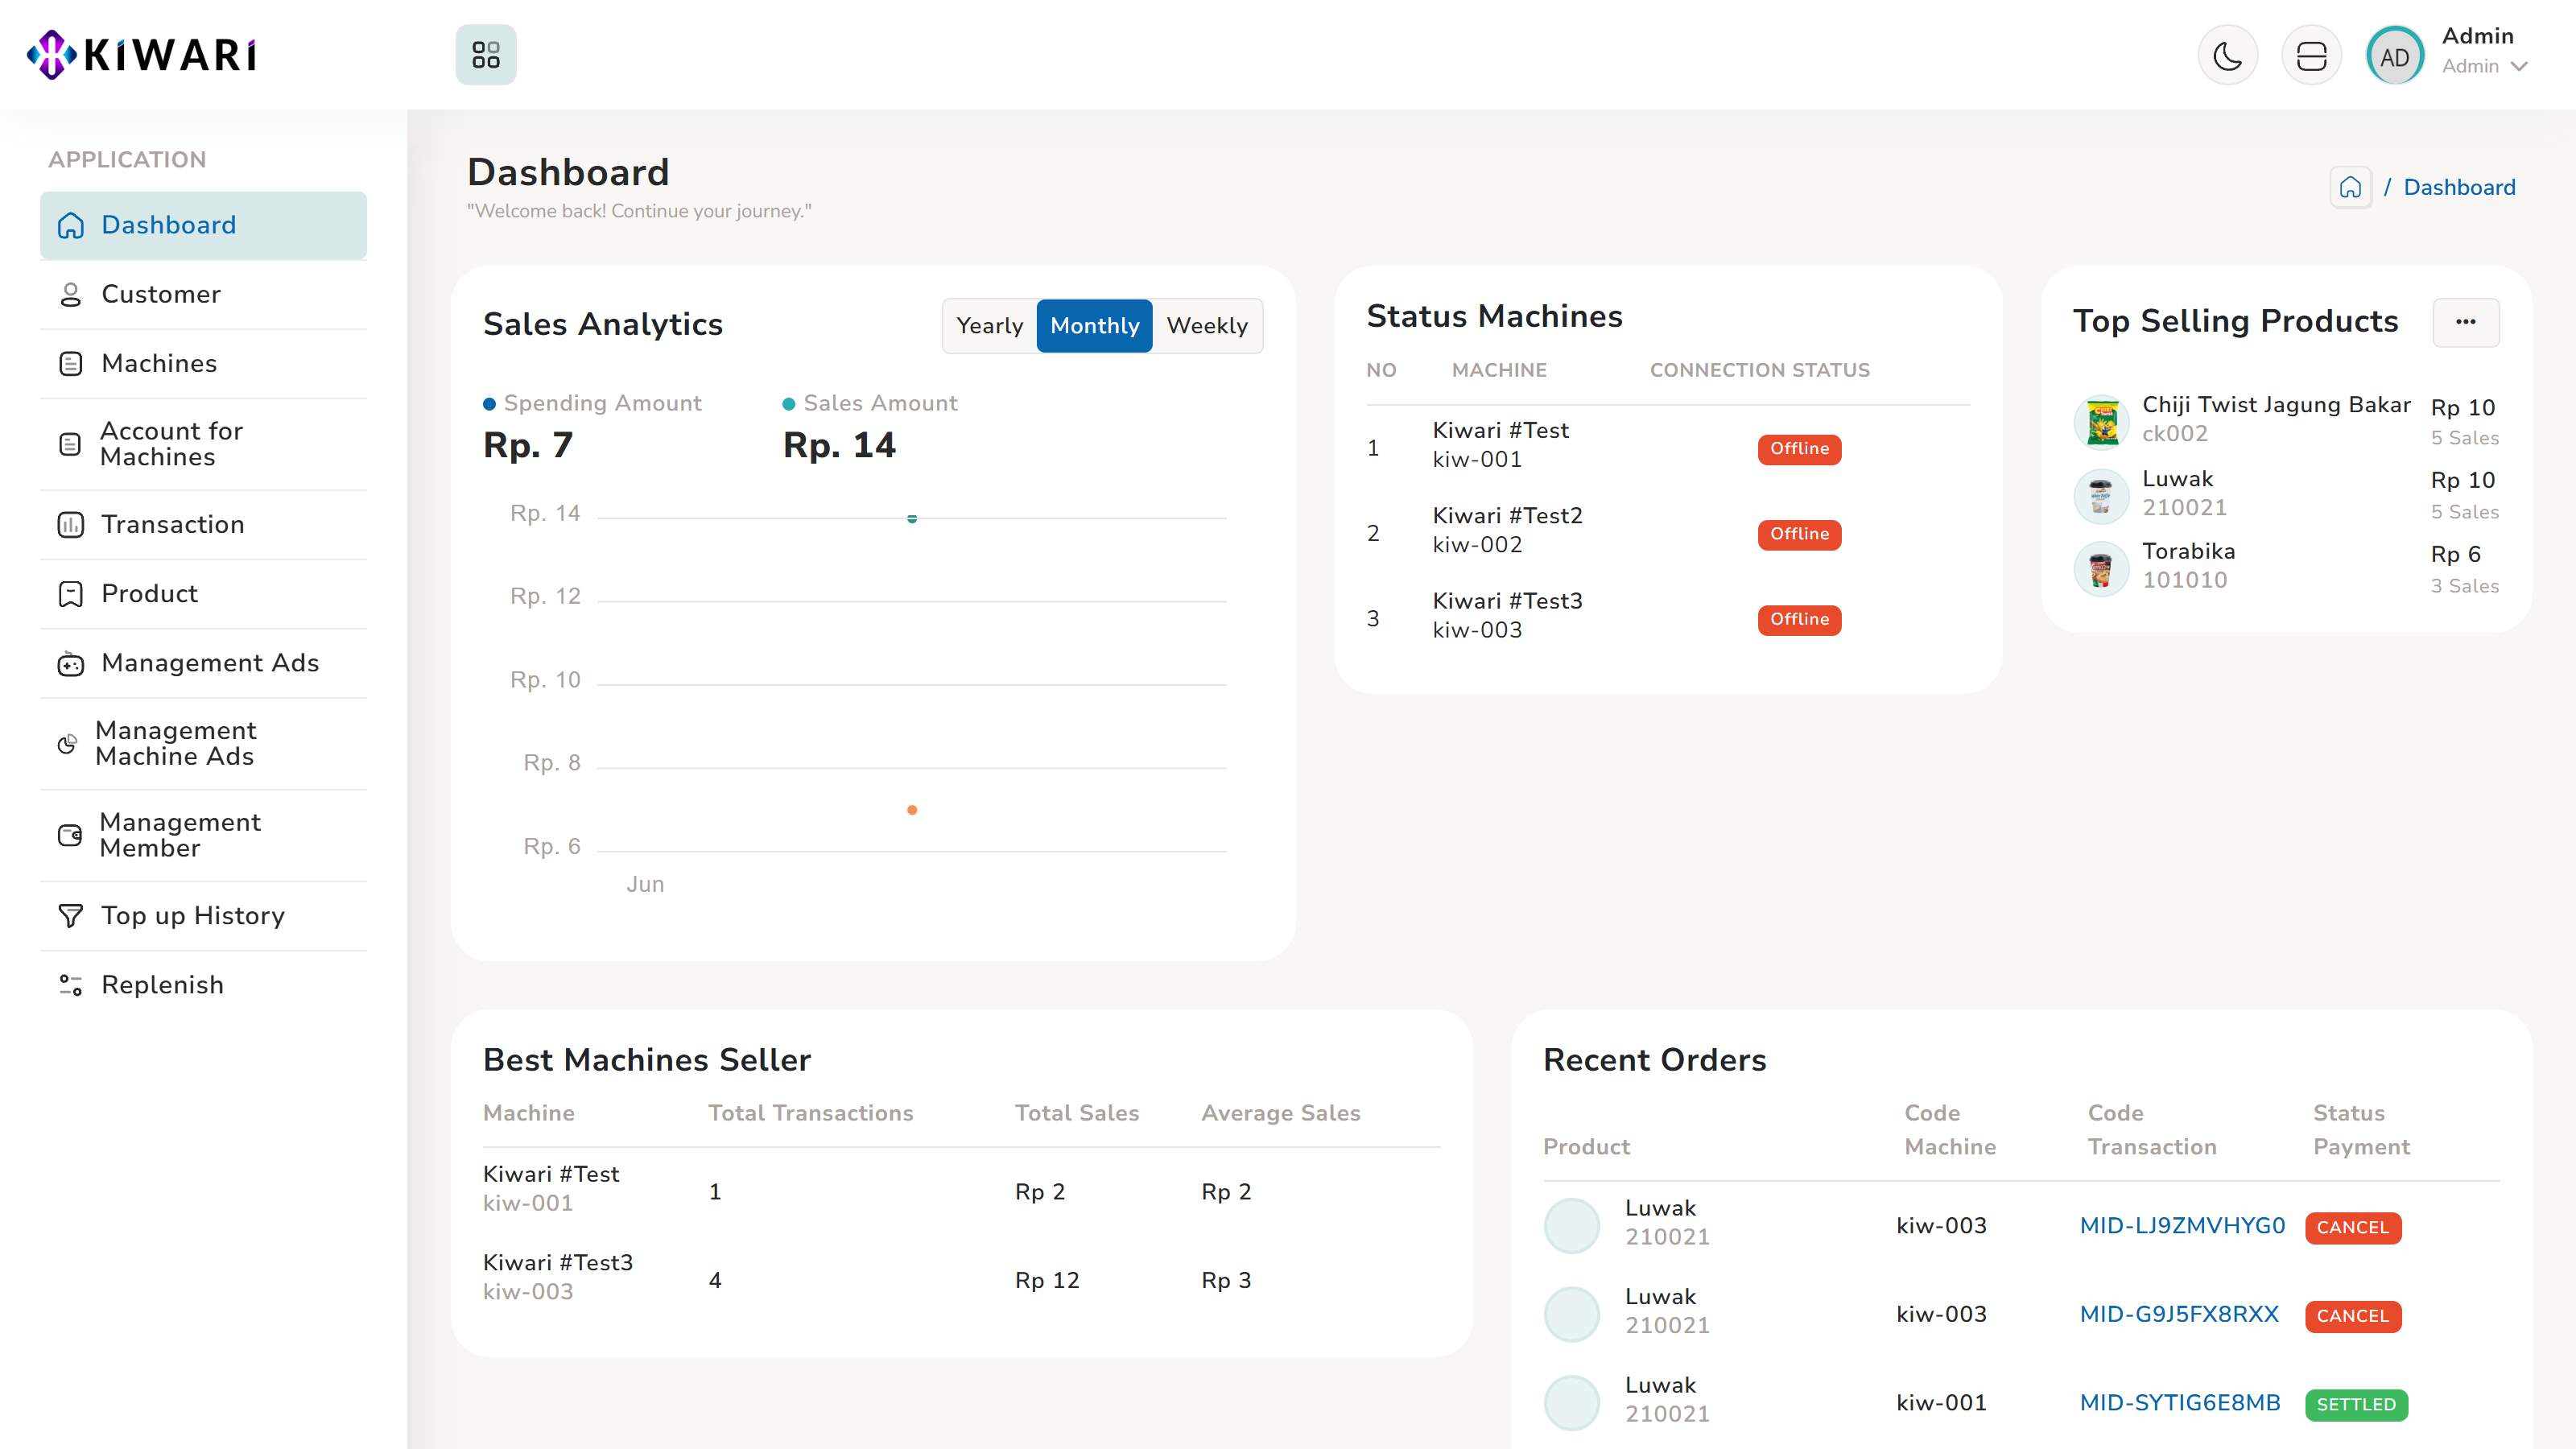 KiWARi
AD
Admin
Admin
APPLICATION
Dashboard
Customer
Machines
Account for
Machines
Transaction
Product
Management Ads
Management
Machine Ads
Management
Member
Top up History
Replenish
Dashboard
"Welcome back! Continue your journey."
/ Dashboard
Sales Analytics
Yearly Monthly Weekly
Spending Amount Sales Amount
Rp. 7 Rp. 14
Rp. 14
Rp. 12
Rp. 10
Rp. 8
Rp. 6
Jun
Status Machines
NO MACHINE CONNECTION STATUS
1 Kiwari #Test
kiw-001 Offline
2 Kiwari #Test2
kiw-002 Offline
3 Kiwari #Test3
kiw-003 Offline
Top Selling Products
Chiji Twist Jagung Bakar Rp 10
ck002 5 Sales
Luwak Rp 10
210021 5 Sales
Torabika Rp 6
101010 3 Sales
Best Machines Seller
Machine Total Transactions Total Sales Average Sales
Kiwari #Test
kiw-001 1 Rp 2 Rp 2
Kiwari #Test3
kiw-003 4 Rp 12 Rp 3
Recent Orders
Product Code Machine Code Transaction Status Payment
Luwak
210021 kiw-003 MID-LJ9ZMVHYG0 CANCEL
Luwak
210021 kiw-003 MID-G9J5FX8RXX CANCEL
Luwak
210021 kiw-001 MID-SYTIG6E8MB SETTLED